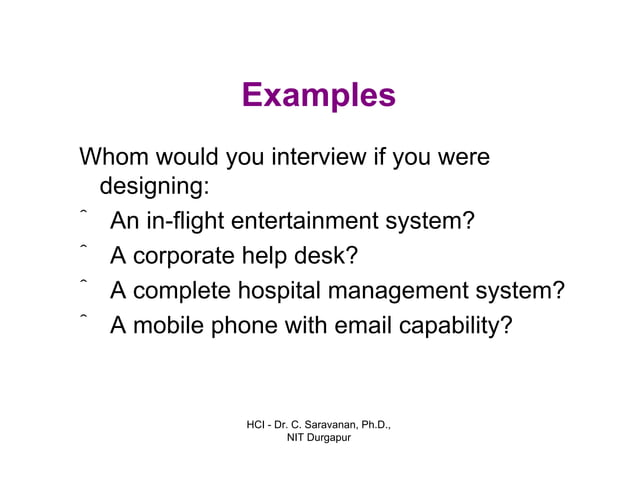 Examples
Whom would you interview if you were
designing:
ˆ An in-flight entertainment system?
ˆ A corporate help desk?
ˆ A complete hospital management system?
ˆ A mobile phone with email capability?
HCI - Dr. C. Saravanan, Ph.D.,
NIT Durgapur